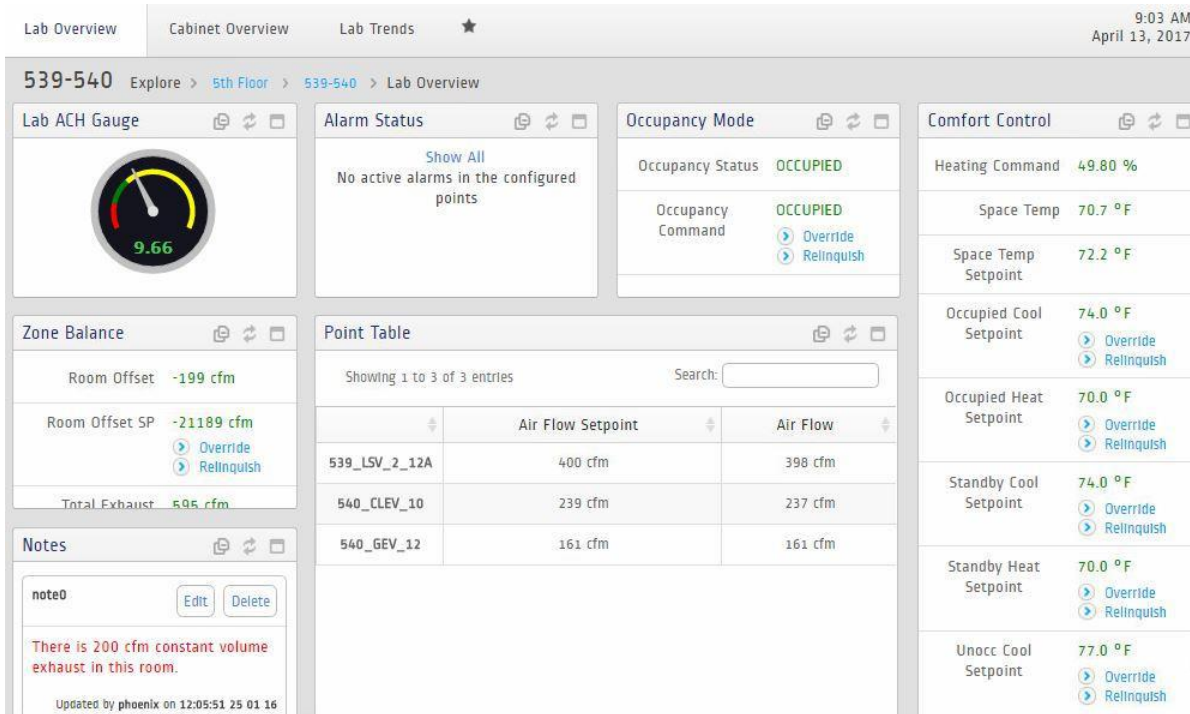 Lab Overview Cabinet Overview Lab Trends
9:03 AM
April 13, 2017
539-540 Explore > 5th Floor > 539-540 > Lab Overview
Lab ACH Gauge
9.66
Alarm Status
Show All
No active alarms in the configured
points
Occupancy Mode
Occupancy Status OCCUPIED
Occupancy
Command
OCCUPIED
Override
Relinquish
Comfort Control
Heating Command 49.80 %
Space Temp 70.7 °F
Space Temp
Setpoint
72.2 °F
Occupied Cool
Setpoint
74.0 °F
Override
Relinquish
Occupied Heat
Setpoint
70.0 °F
Override
Relinquish
Standby Cool
Setpoint
74.0 °F
Override
Relinquish
Standby Heat
Setpoint
70.0 °F
Override
Relinquish
Unocc Cool
Setpoint
77.0 °F
Override
Relinquish
Zone Balance
Room Offset -199 cfm
Room Offset SP -21189 cfm
Override
Relinquish
Total Exhaust 595 cfm
Point Table
Showing 1 to 3 of 3 entries Search:
Air Flow Setpoint Air Flow
539_LSV_2_12A 400 cfm 398 cfm
540_CLEV_10 239 cfm 237 cfm
540_GEV_12 161 cfm 161 cfm
Notes
note0 Edit Delete
There is 200 cfm constant volume
exhaust in this room.
Updated by phoenix on 12:05:51 25 01 16